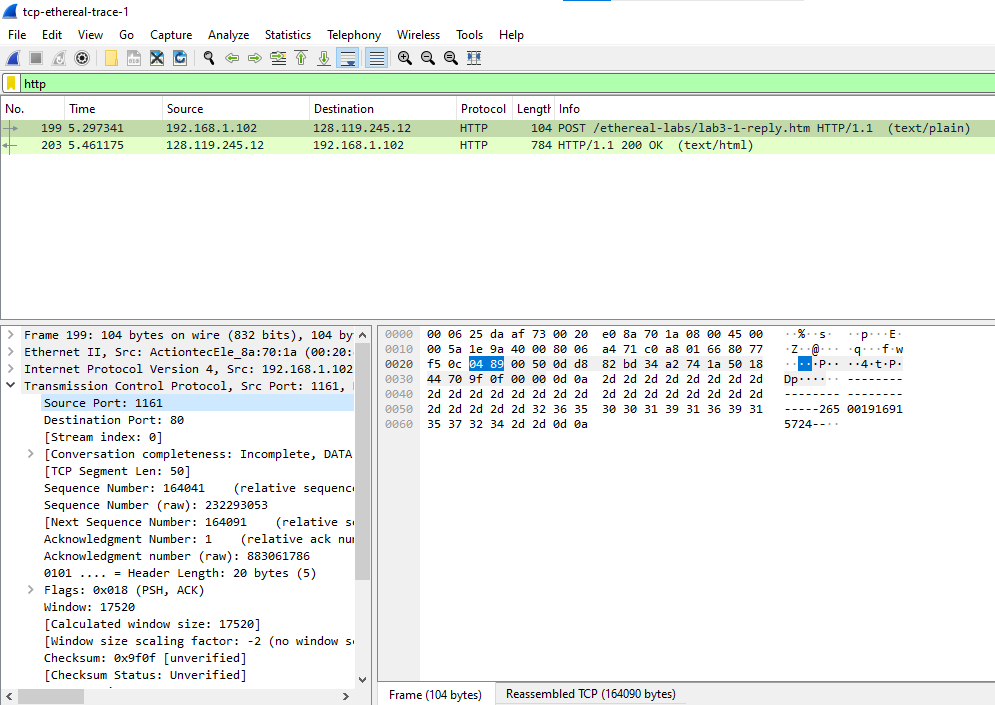 tcp-ethereal-trace-1
File Edit View Go Capture Analyze Statistics Telephony Wireless Tools Help
http
No. Time Source Destination Protocol Length Info
199 5.297341 192.168.1.102 128.119.245.12 HTTP 104 POST /ethereal-labs/lab3-1-reply.htm HTTP/1.1 (text/plain)
203 5.461175 128.119.245.12 192.168.1.102 HTTP 784 HTTP/1.1 200 OK (text/html)
Frame 199: 104 bytes on wire (832 bits), 104 by
Ethernet II, Src: ActiontecEle_8a:70:1a (00:20:
Internet Protocol Version 4, Src: 192.168.1.102
Transmission Control Protocol, Src Port: 1161,
Source Port: 1161
Destination Port: 80
[Stream index: 0]
[Conversation completeness: Incomplete, DATA
[TCP Segment Len: 50]
Sequence Number: 164041 (relative sequence
Sequence Number (raw): 232293053
[Next Sequence Number: 164091 (relative se
Acknowledgment Number: 1 (relative ack num
Acknowledgment number (raw): 883061786
0101 .... = Header Length: 20 bytes (5)
Flags: 0x018 (PSH, ACK)
Window: 17520
[Calculated window size: 17520]
[Window size scaling factor: -2 (no window s
Checksum: 0x9f0f [unverified]
[Checksum Status: Unverified]
0000 00 06 25 da af 73 00 20 e0 8a 70 1a 08 00 45 00 ··%··s· ··p···E·
0010 00 5a 1e 9a 40 00 80 06 a4 71 c0 a8 01 66 80 77 ·Z··@··· ·q···f·w
0020 f5 0c 04 89 00 50 0d d8 82 bd 34 a2 74 1a 50 18 ·····P·· ··4·t·P·
0030 44 70 9f 0f 00 00 0d 0a 2d 2d 2d 2d 2d 2d 2d 2d Dp······ --------
0040 2d 2d 2d 2d 2d 2d 2d 2d 2d 2d 2d 2d 2d 2d 2d 2d -------- --------
0050 2d 2d 2d 2d 2d 32 36 35 30 30 31 39 31 36 39 31 -----265 00191691
0060 35 37 32 34 2d 2d 0d 0a 5724--··
Frame (104 bytes) Reassembled TCP (164090 bytes)